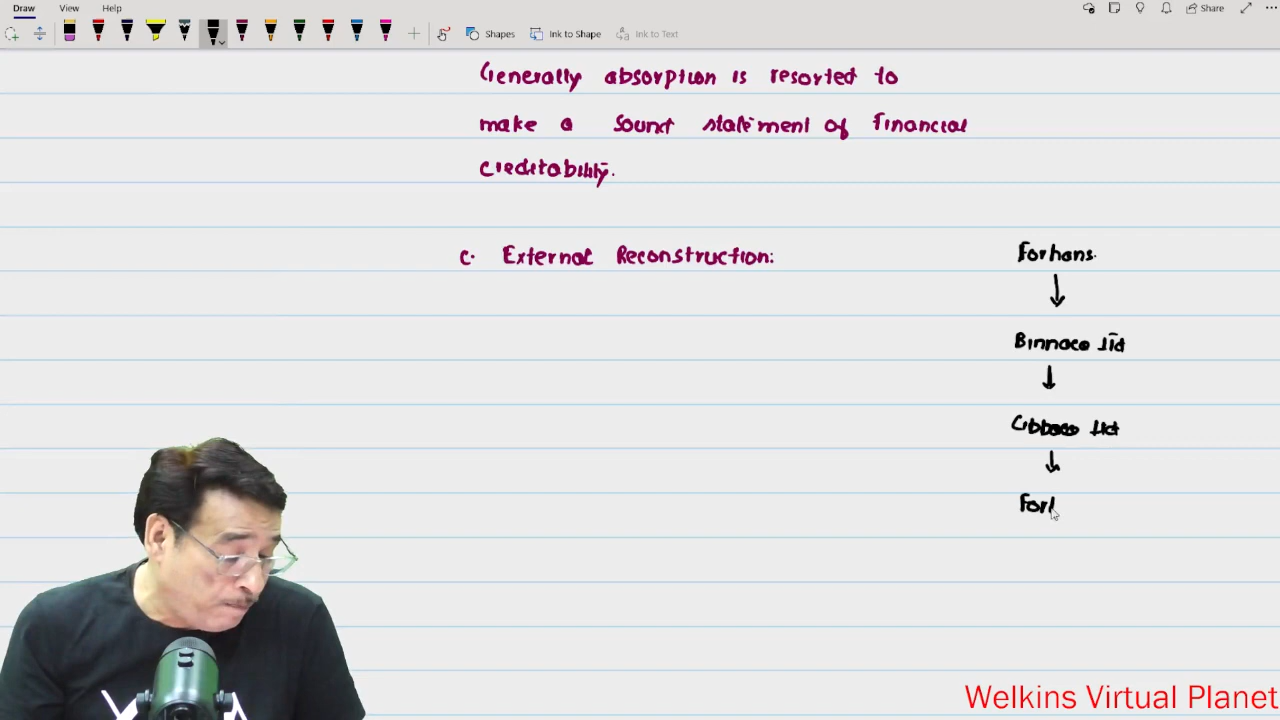 Draw View Help
Shapes Ink to Shape Ink to Text Share
Generally absorption is resorted to
make a sound statement of financial
creditability.
C. External Reconstruction:
Forhans.
Binnaco Ltd
Ltd
Forh
Welkins Virtual Planet